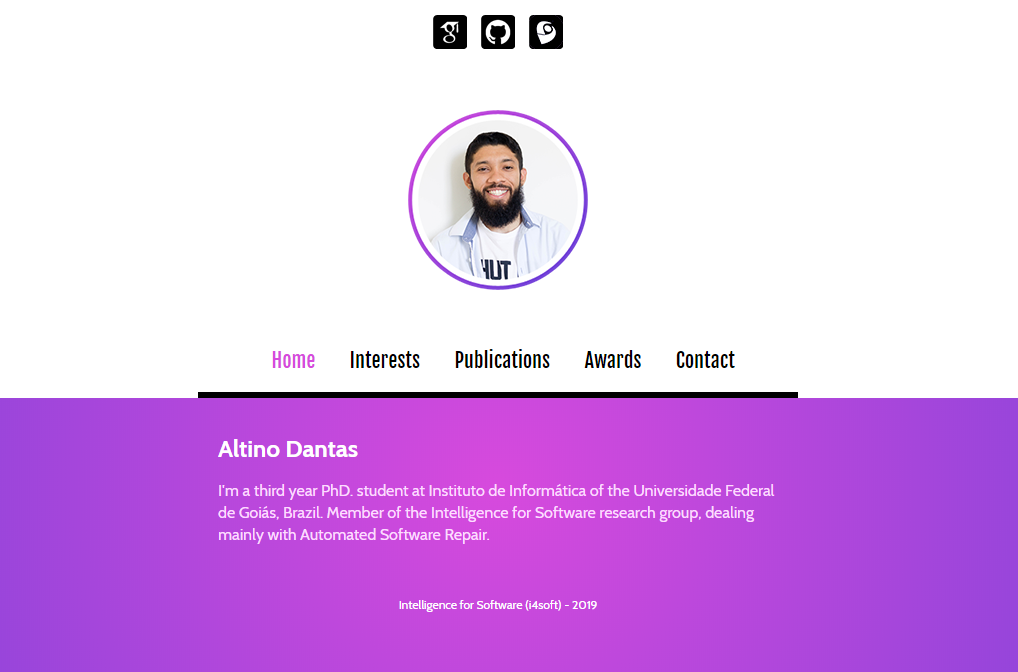 HUT
Home Interests Publications Awards Contact
Altino Dantas
I'm a third year PhD. student at Instituto de Informática of the Universidade Federal
de Goiás, Brazil. Member of the Intelligence for Software research group, dealing
mainly with Automated Software Repair.
Intelligence for Software (i4soft) - 2019